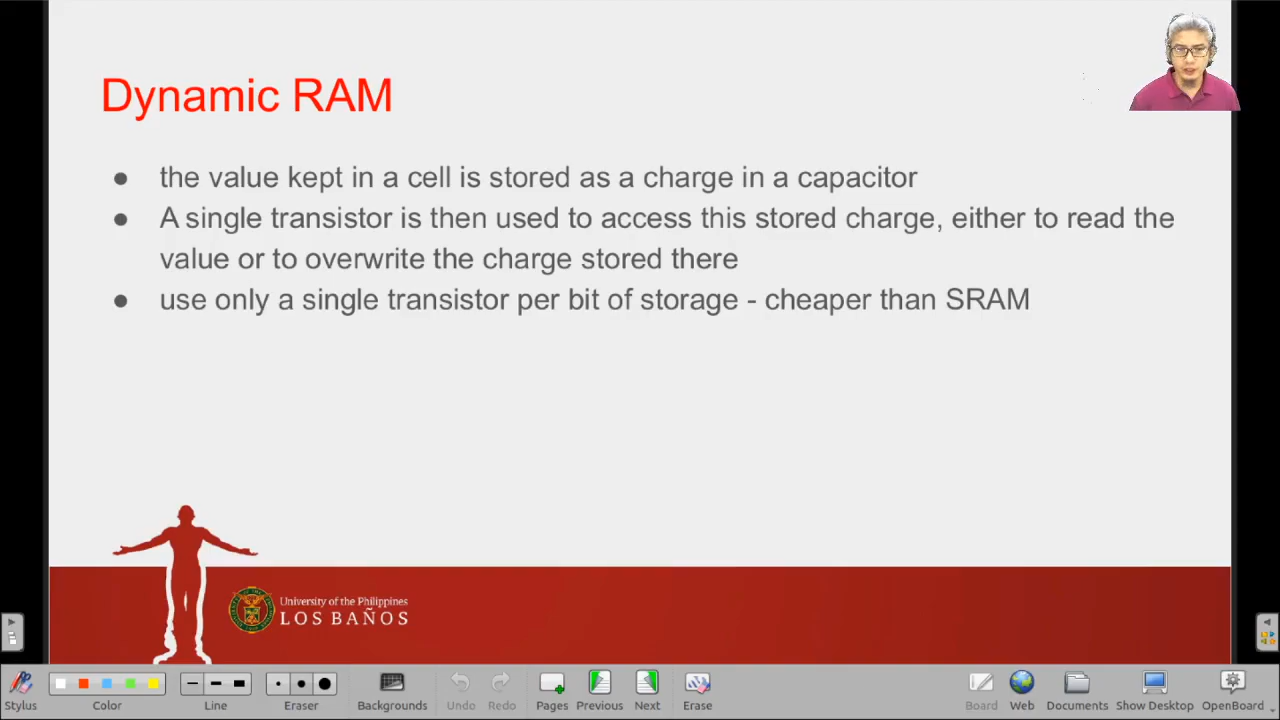 Dynamic RAM
● the value kept in a cell is stored as a charge in a capacitor
● A single transistor is then used to access this stored charge, either to read the
value or to overwrite the charge stored there
● use only a single transistor per bit of storage - cheaper than SRAM
University of the Philippines
LOS BAÑOS
Stylus Color Line Eraser Backgrounds Undo Redo Pages Previous Next Erase Board Web Documents Show Desktop OpenBoard